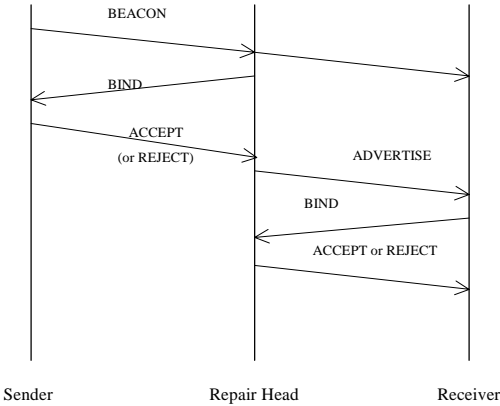 BEACON
BIND
ACCEPT
(or REJECT)
ADVERTISE
BIND
ACCEPT or REJECT
Sender
Repair Head
Receiver